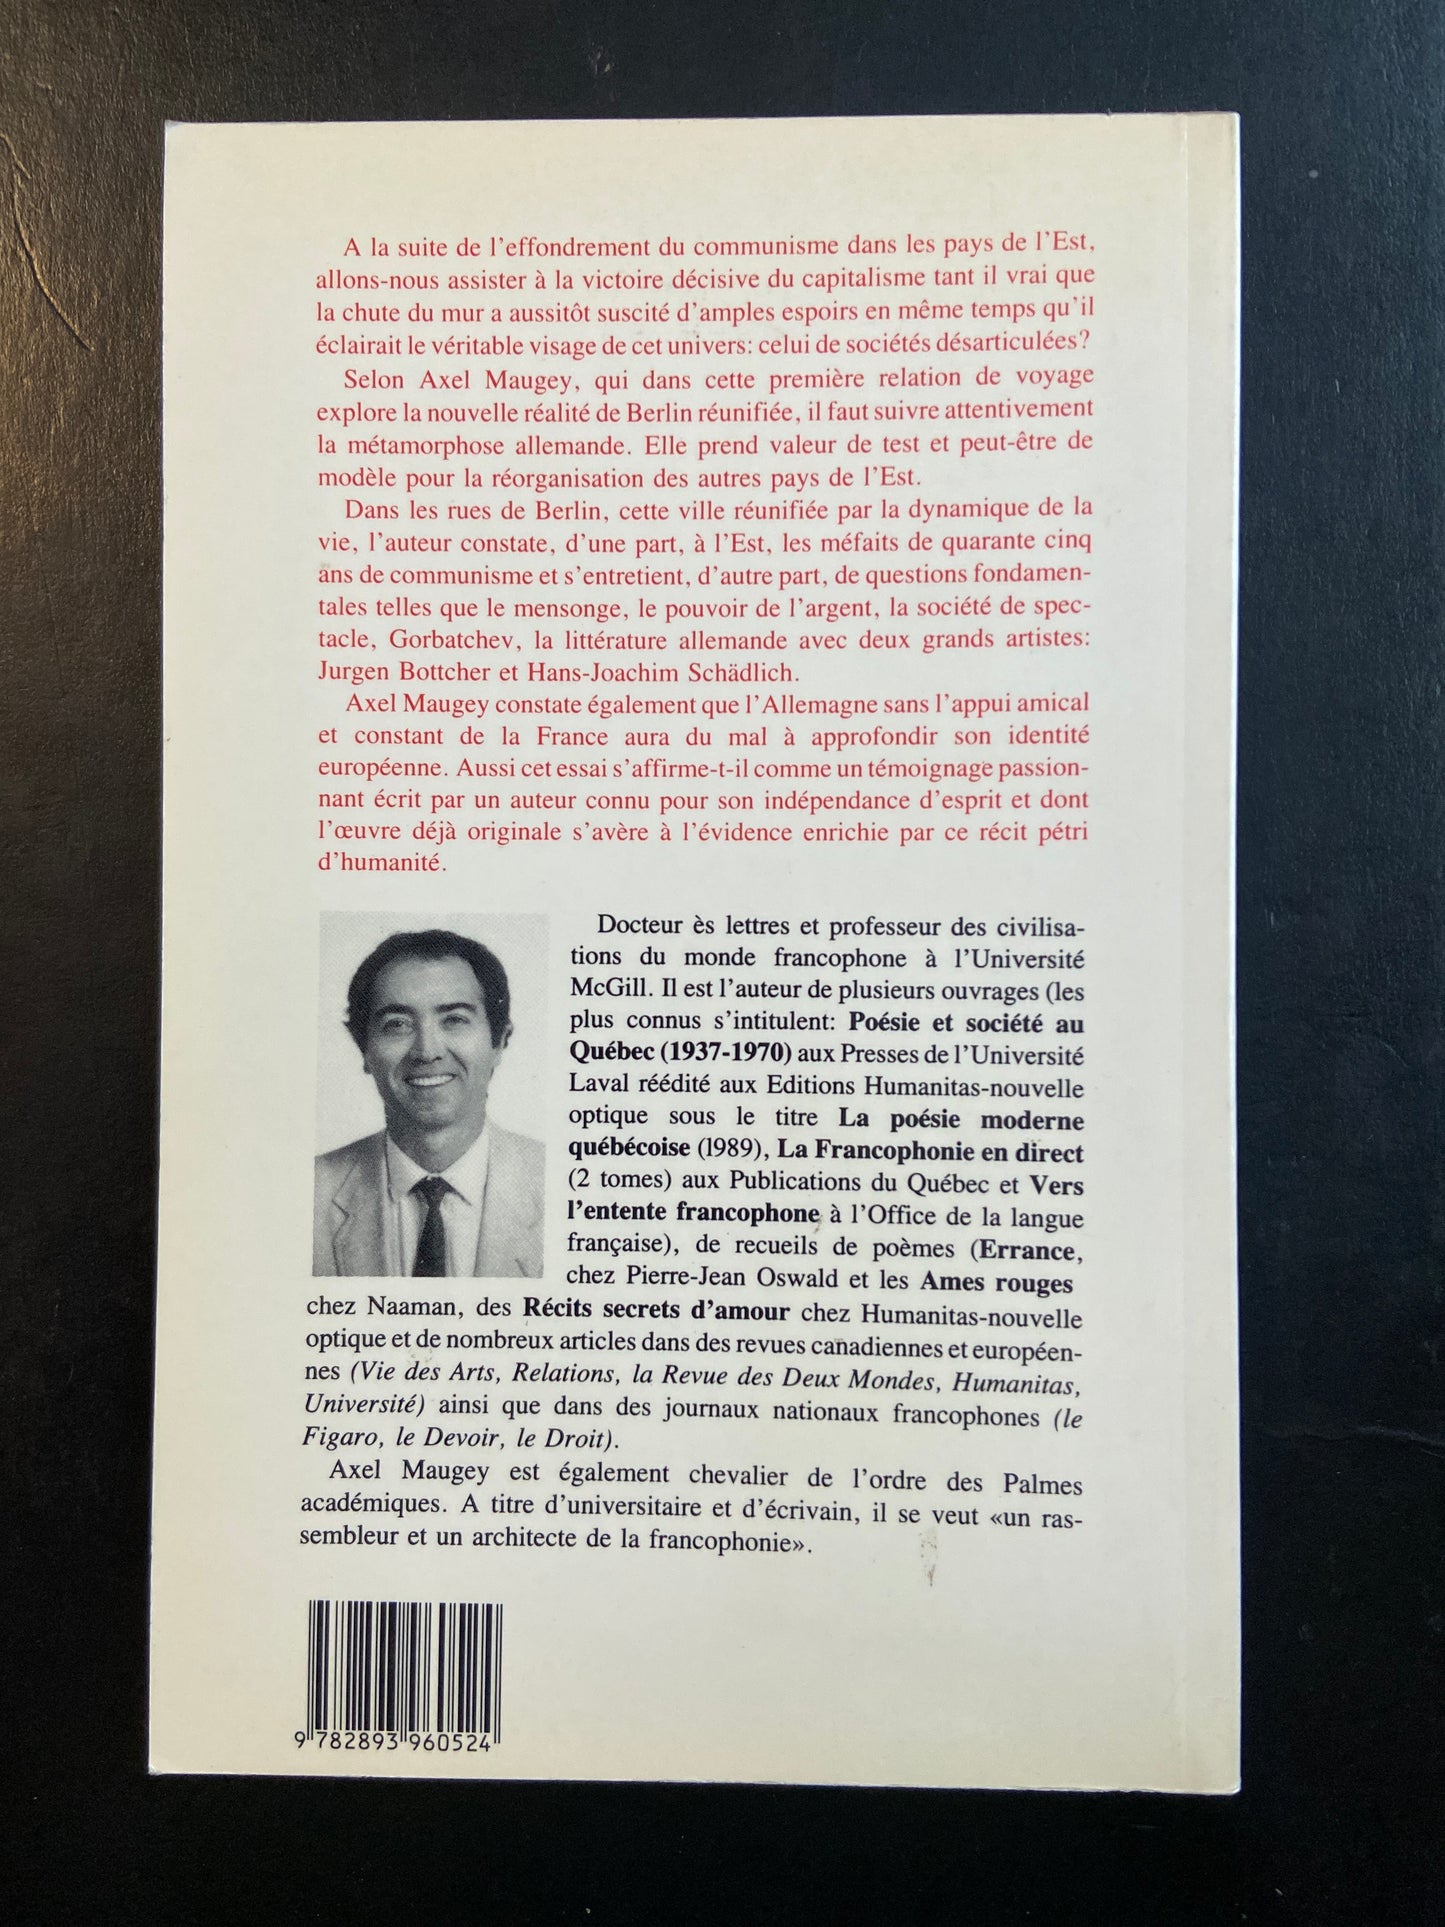 A la suite de l'effondrement du communisme dans les pays de l'Est,
allons-nous assister à la victoire décisive du capitalisme tant il vrai que
la chute du mur a aussitôt suscité d'amples espoirs en même temps qu'il
éclairait le véritable visage de cet univers: celui de sociétés désarticulées?
Selon Axel Maugey, qui dans cette première relation de voyage
explore la nouvelle réalité de Berlin réunifiée, il faut suivre attentivement
la métamorphose allemande. Elle prend valeur de test et peut-être de
modèle pour la réorganisation des autres pays de l'Est.
Dans les rues de Berlin, cette ville réunifiée par la dynamique de la
vie, l'auteur constate, d'une part, à l'Est, les méfaits de quarante cinq
ans de communisme et s'entretient, d'autre part, de questions fondamen-
tales telles que le mensonge, le pouvoir de l'argent, la société de spec-
tacle, Gorbatchev, la littérature allemande avec deux grands artistes:
Jurgen Bottcher et Hans-Joachim Schädlich.
Axel Maugey constate également que l'Allemagne sans l'appui amical
et constant de la France aura du mal à approfondir son identité
européenne. Aussi cet essai s'affirme-t-il comme un témoignage passion-
nant écrit par un auteur connu pour son indépendance d'esprit et dont
l'œuvre déjà originale s'avère à l'évidence enrichie par ce récit pétri
d'humanité.
Docteur ès lettres et professeur des civilisa-
tions du monde francophone à l'Université
McGill. Il est l'auteur de plusieurs ouvrages (les
plus connus s'intitulent: Poésie et société au
Québec (1937-1970) aux Presses de l'Université
Laval réédité aux Editions Humanitas-nouvelle
optique sous le titre La poésie moderne
québécoise (1989), La Francophonie en direct
(2 tomes) aux Publications du Québec et Vers
l'entente francophone à l'Office de la langue
française), de recueils de poèmes (Errance,
chez Pierre-Jean Oswald et les Ames rouges
chez Naaman, des Récits secrets d'amour chez Humanitas-nouvelle
optique et de nombreux articles dans des revues canadiennes et européen-
nes (Vie des Arts, Relations, la Revue des Deux Mondes, Humanitas,
Université) ainsi que dans des journaux nationaux francophones (le
Figaro, le Devoir, le Droit).
Axel Maugey est également chevalier de l'ordre des Palmes
académiques. A titre d'universitaire et d'écrivain, il se veut «un ras-
sembleur et un architecte de la francophonie».
9 782893 960524